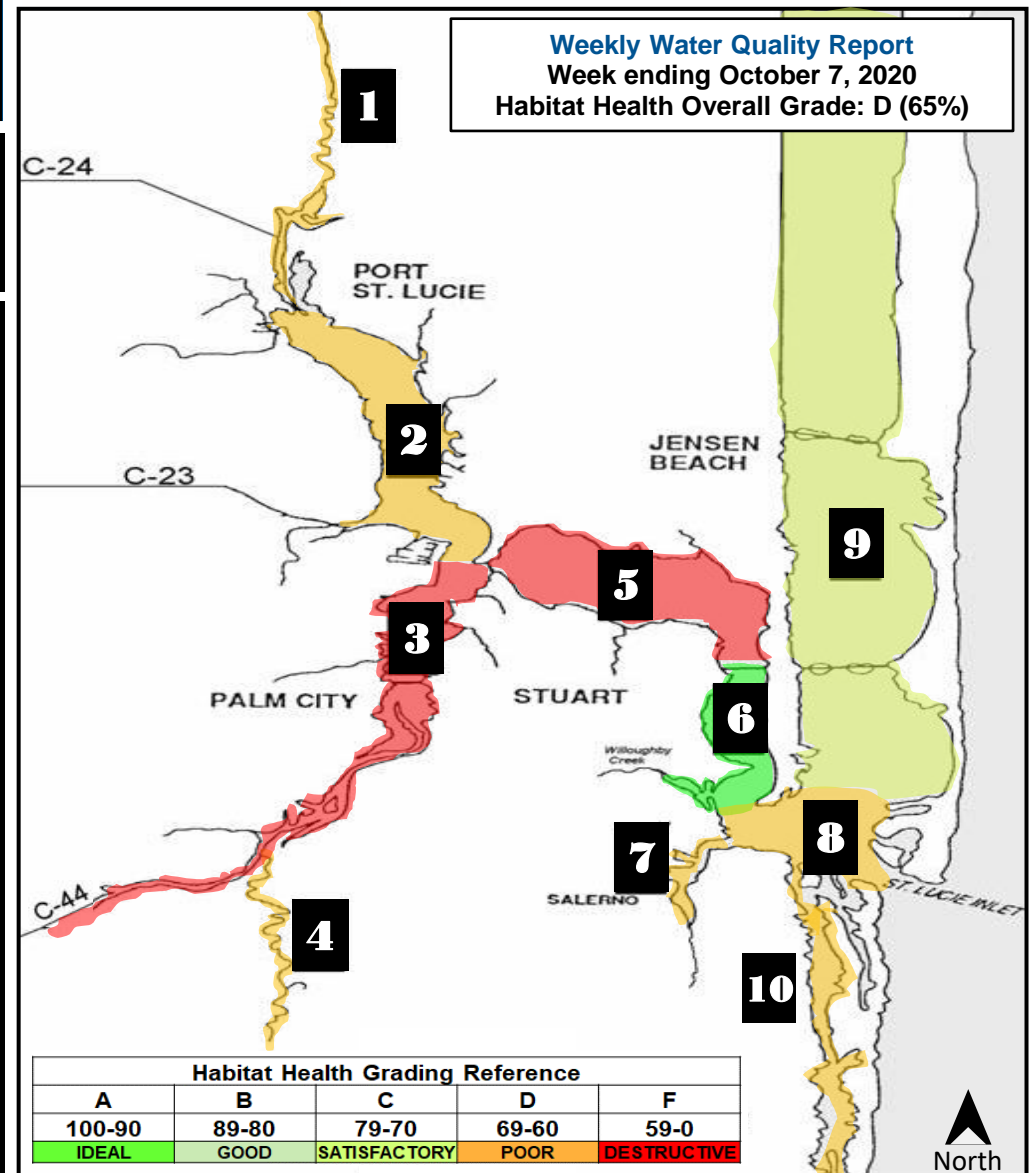 Weekly Water Quality Report
Week ending October 7, 2020
Habitat Health Overall Grade: D (65%)
1
C-24
PORT
ST. LUCIE
2
JENSEN
BEACH
C-23
9
5
3
PALM CITY
STUART
6
Willoughby
Creek
8
7
SALERNO
ST. LUCIE INLET
C-44
4
10
Habitat Health Grading Reference
A B C D F
100-90 89-80 79-70 69-60 59-0
IDEAL GOOD SATISFACTORY POOR DESTRUCTIVE
North